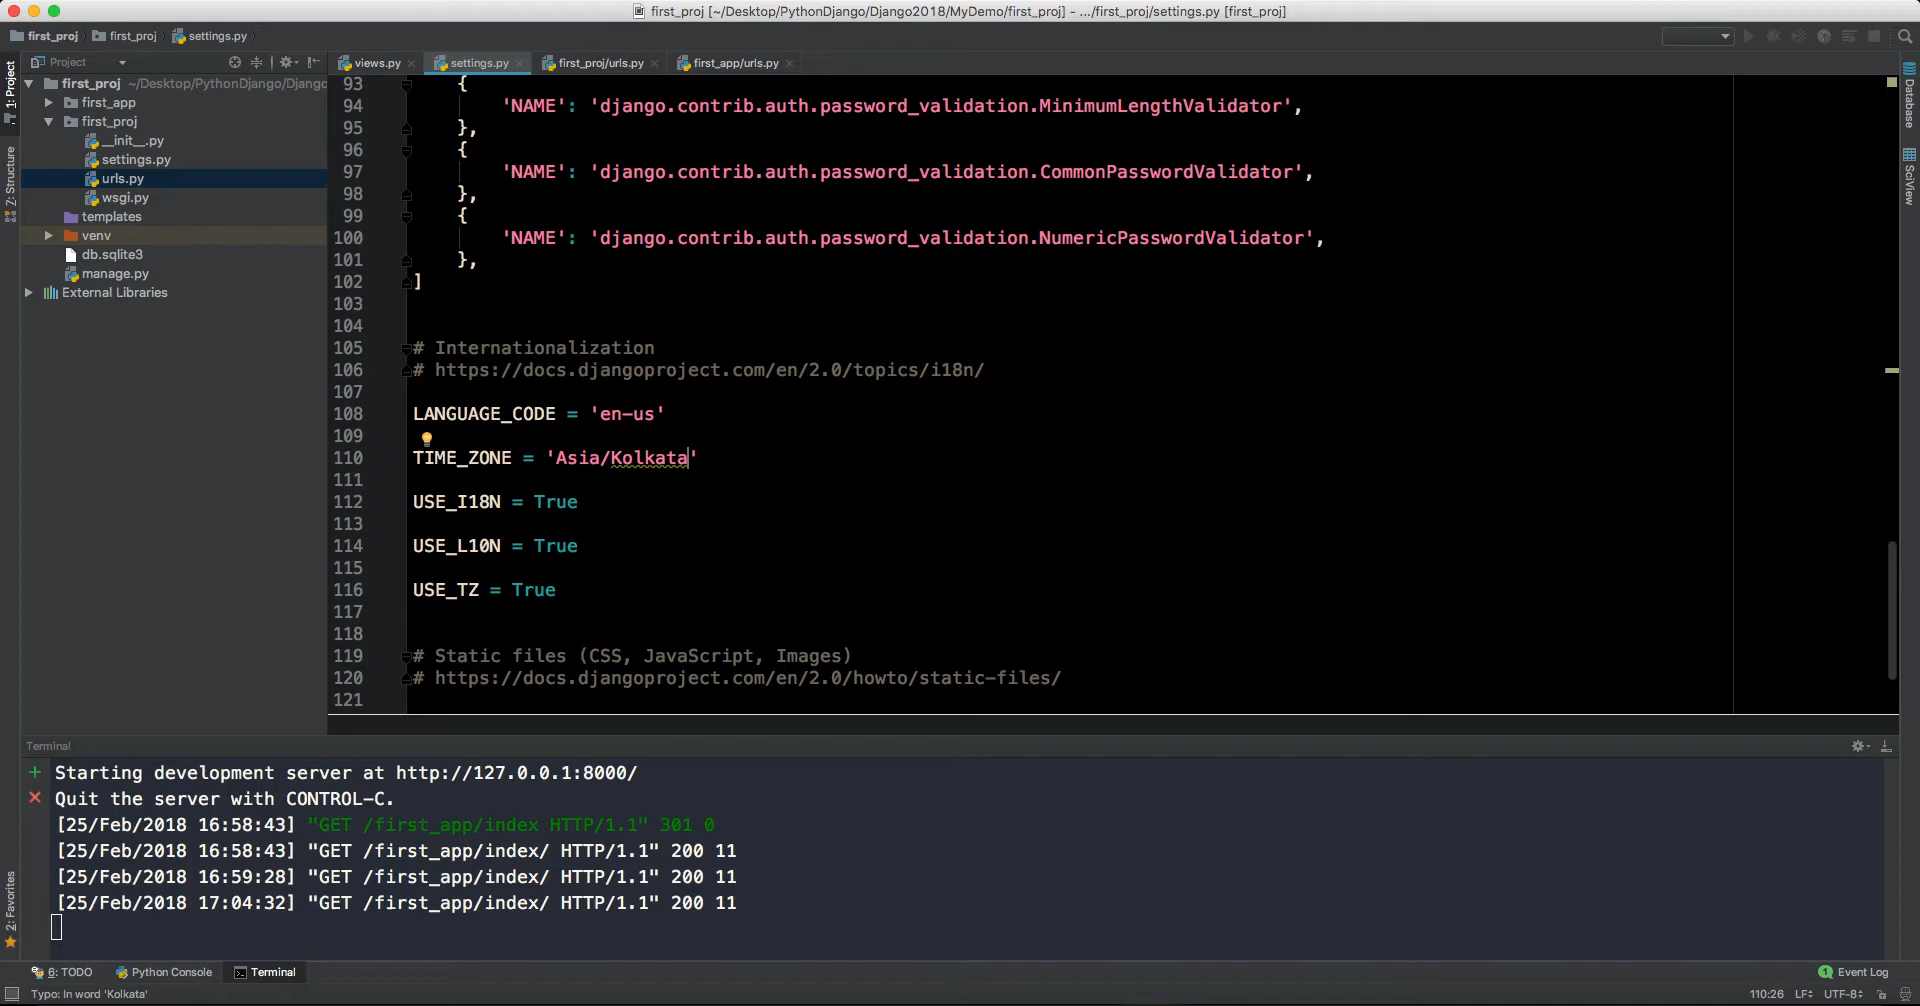 first_proj [~/Desktop/PythonDjango/Django2018/MyDemo/first_proj] - .../first_proj/settings.py [first_proj]
first_proj first_proj settings.py
1: Project
Z: Structure
2: Favorites
Project
views.py settings.py first_proj/urls.py first_app/urls.py
first_proj ~/Desktop/PythonDjango/Django
first_app
first_proj
__init__.py
settings.py
urls.py
wsgi.py
templates
venv
db.sqlite3
manage.py
External Libraries
93 {
94 'NAME': 'django.contrib.auth.password_validation.MinimumLengthValidator',
95 },
96 {
97 'NAME': 'django.contrib.auth.password_validation.CommonPasswordValidator',
98 },
99 {
100 'NAME': 'django.contrib.auth.password_validation.NumericPasswordValidator',
101 },
102 ]
103
104
105 # Internationalization
106 # https://docs.djangoproject.com/en/2.0/topics/i18n/
107
108 LANGUAGE_CODE = 'en-us'
109
110 TIME_ZONE = 'Asia/Kolkata'
111
112 USE_I18N = True
113
114 USE_L10N = True
115
116 USE_TZ = True
117
118
119 # Static files (CSS, JavaScript, Images)
120 # https://docs.djangoproject.com/en/2.0/howto/static-files/
121
Database
SciView
Terminal
Starting development server at http://127.0.0.1:8000/
Quit the server with CONTROL-C.
[25/Feb/2018 16:58:43] "GET /first_app/index HTTP/1.1" 301 0
[25/Feb/2018 16:58:43] "GET /first_app/index/ HTTP/1.1" 200 11
[25/Feb/2018 16:59:28] "GET /first_app/index/ HTTP/1.1" 200 11
[25/Feb/2018 17:04:32] "GET /first_app/index/ HTTP/1.1" 200 11
6: TODO Python Console Terminal 1 Event Log
Typo: In word 'Kolkata' 110:26 LF UTF-8